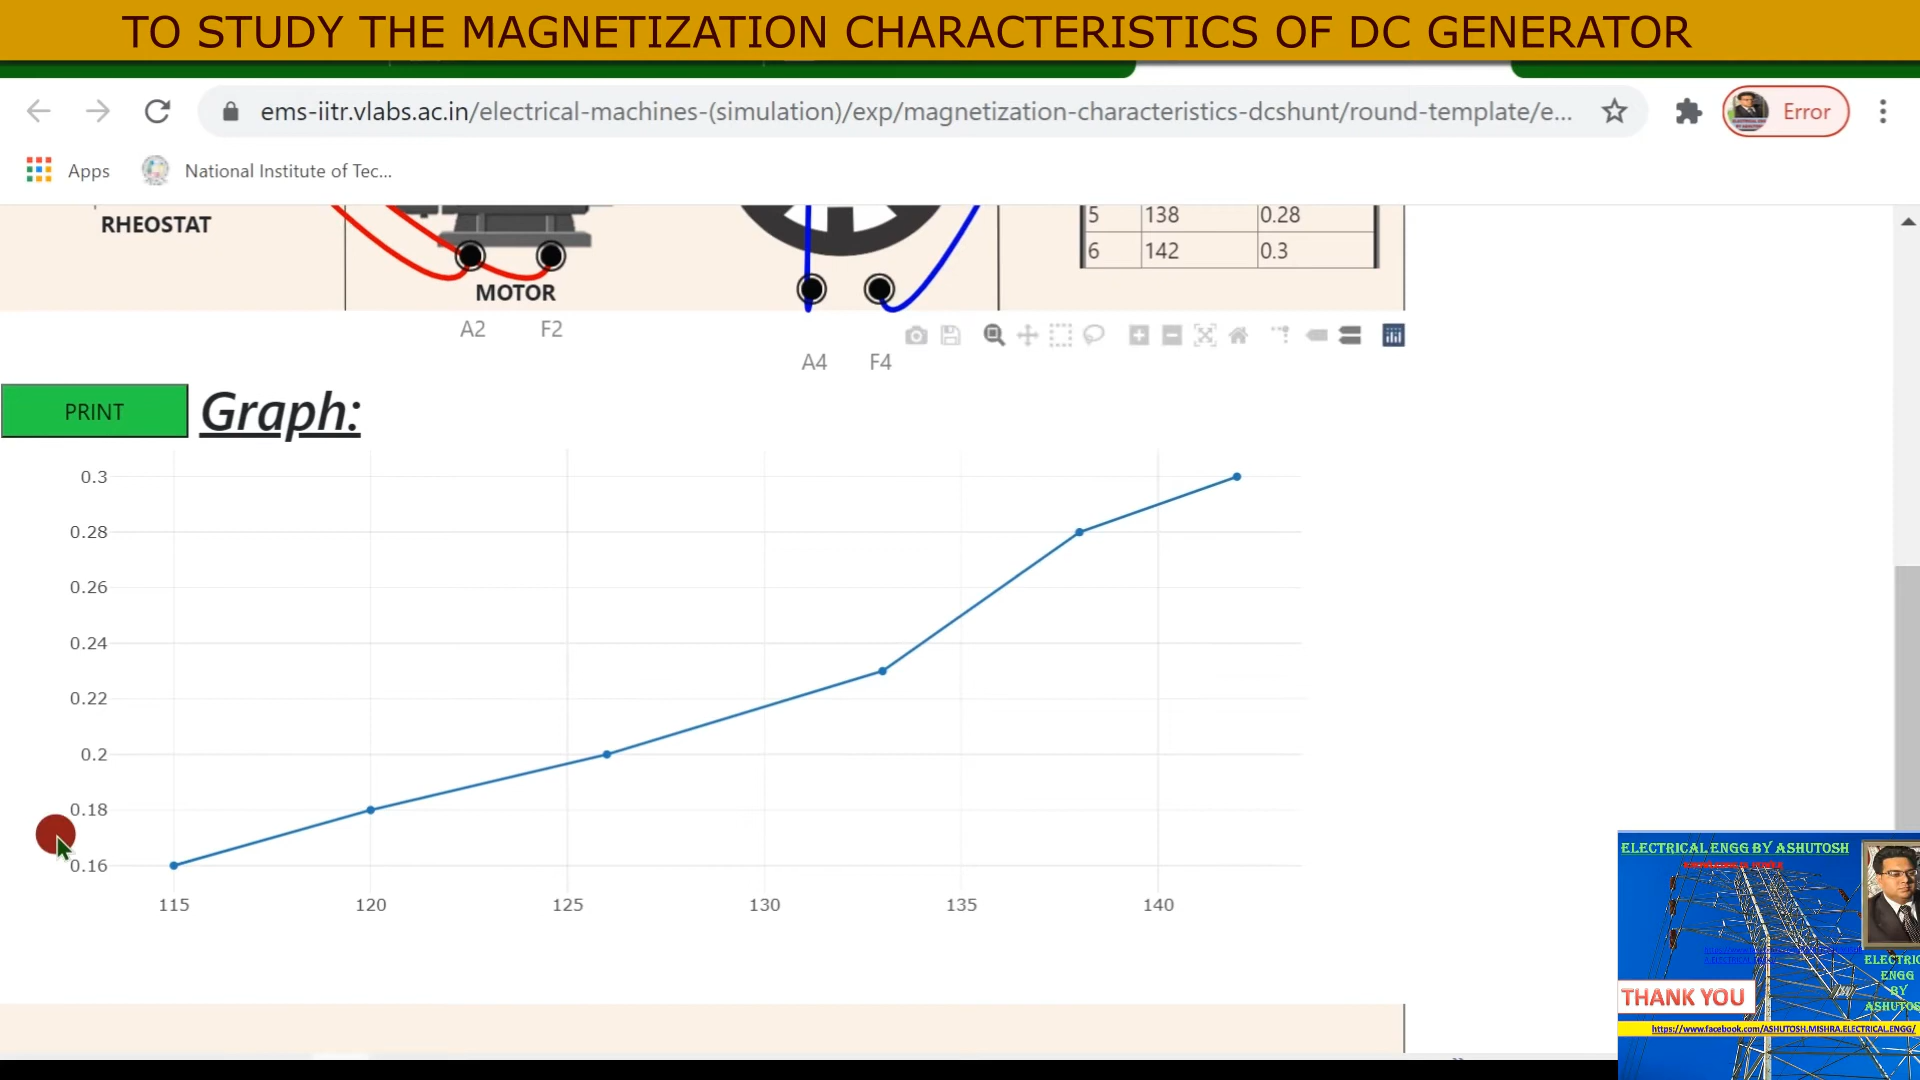 TO STUDY THE MAGNETIZATION CHARACTERISTICS OF DC GENERATOR
ems-iitr.vlabs.ac.in/electrical-machines-(simulation)/exp/magnetization-characteristics-dcshunt/round-template/e...
Error
Apps
National Institute of Tec...
RHEOSTAT
MOTOR
A2 F2
A4 F4
5 138 0.28
6 142 0.3
PRINT
Graph:
0.3
0.28
0.26
0.24
0.22
0.2
0.18
0.16
115 120 125 130 135 140
ELECTRICAL ENGG BY ASHUTOSH
ELECTRIC
ENGG
BY
ASHUTOS
THANK YOU
https://www.facebook.com/ASHUTOSH.MISHRA.ELECTRICAL.ENGG/